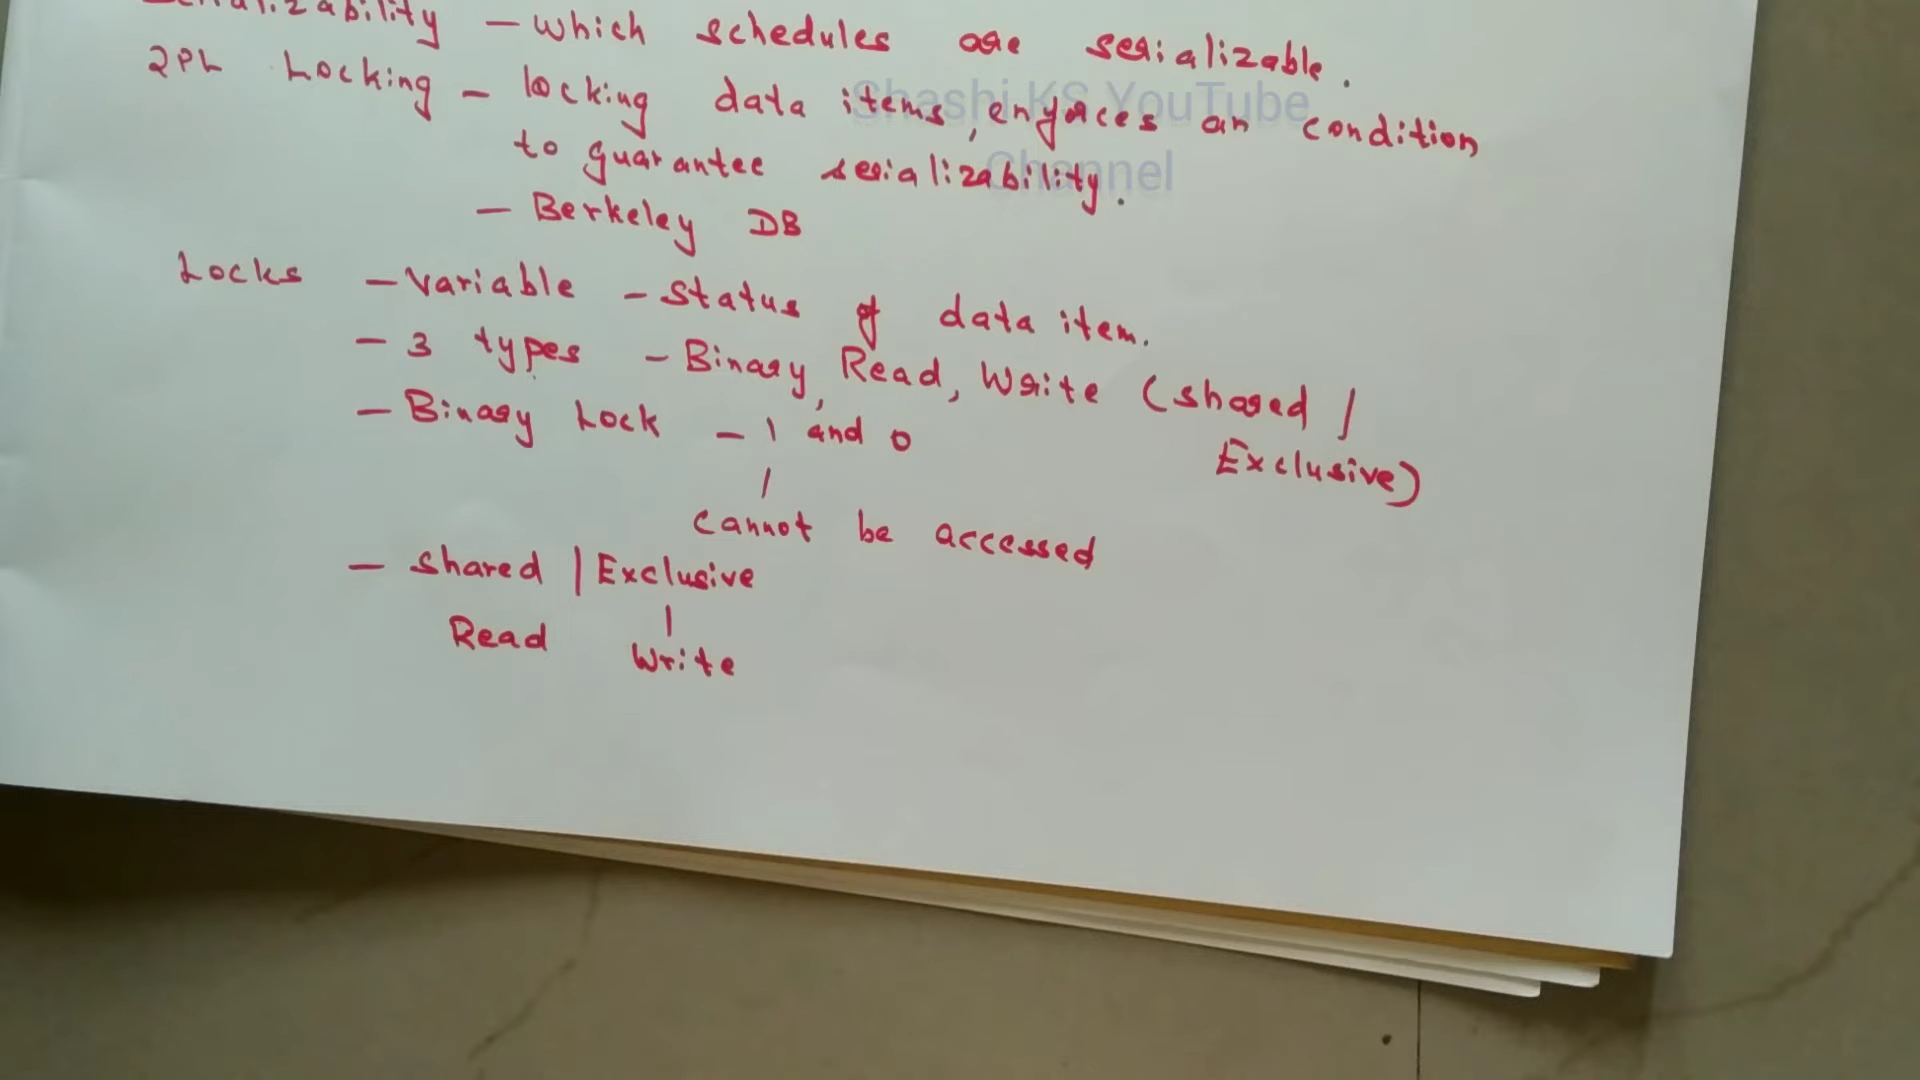 Serializability - which schedules are serializable.
2PL Locking - locking data items, enforces an condition
to guarantee serializability.
- Berkeley DB
Locks - Variable - Status of data item.
- 3 types - Binary, Read, Write (shared /
Exclusive)
- Binary Lock - 1 and 0
cannot be accessed
- Shared | Exclusive
Read Write
Shashi KS YouTube
Channel